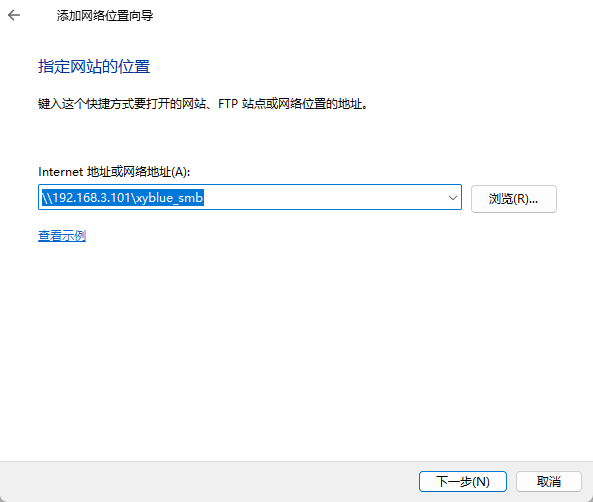 添加网络位置向导
指定网站的位置
键入这个快捷方式要打开的网站、FTP 站点或网络位置的地址。
Internet 地址或网络地址(A):
\\192.168.3.101\xyblue_smb
浏览(R)...
查看示例
下一步(N)
取消